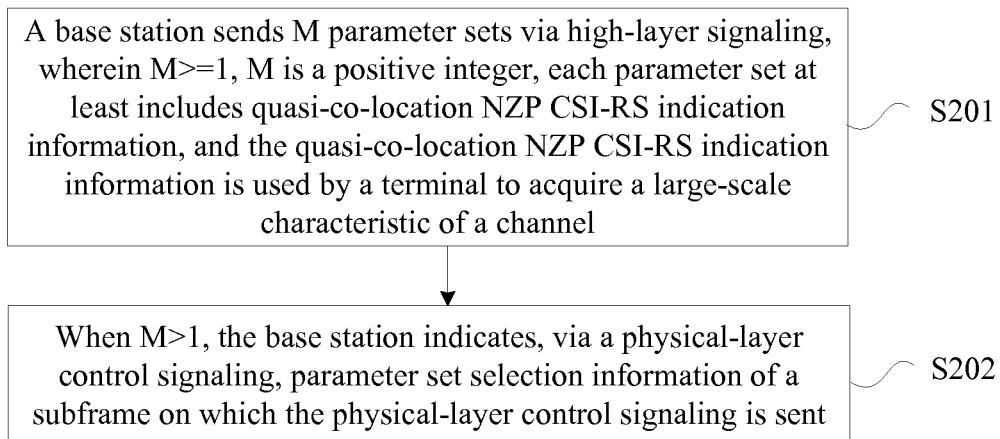 A base station sends M parameter sets via high-layer signaling,
wherein M>=1, M is a positive integer, each parameter set at
least includes quasi-co-location NZP CSI-RS indication
information, and the quasi-co-location NZP CSI-RS indication
information is used by a terminal to acquire a large-scale
characteristic of a channel
S201
When M>1, the base station indicates, via a physical-layer
control signaling, parameter set selection information of a
subframe on which the physical-layer control signaling is sent
S202